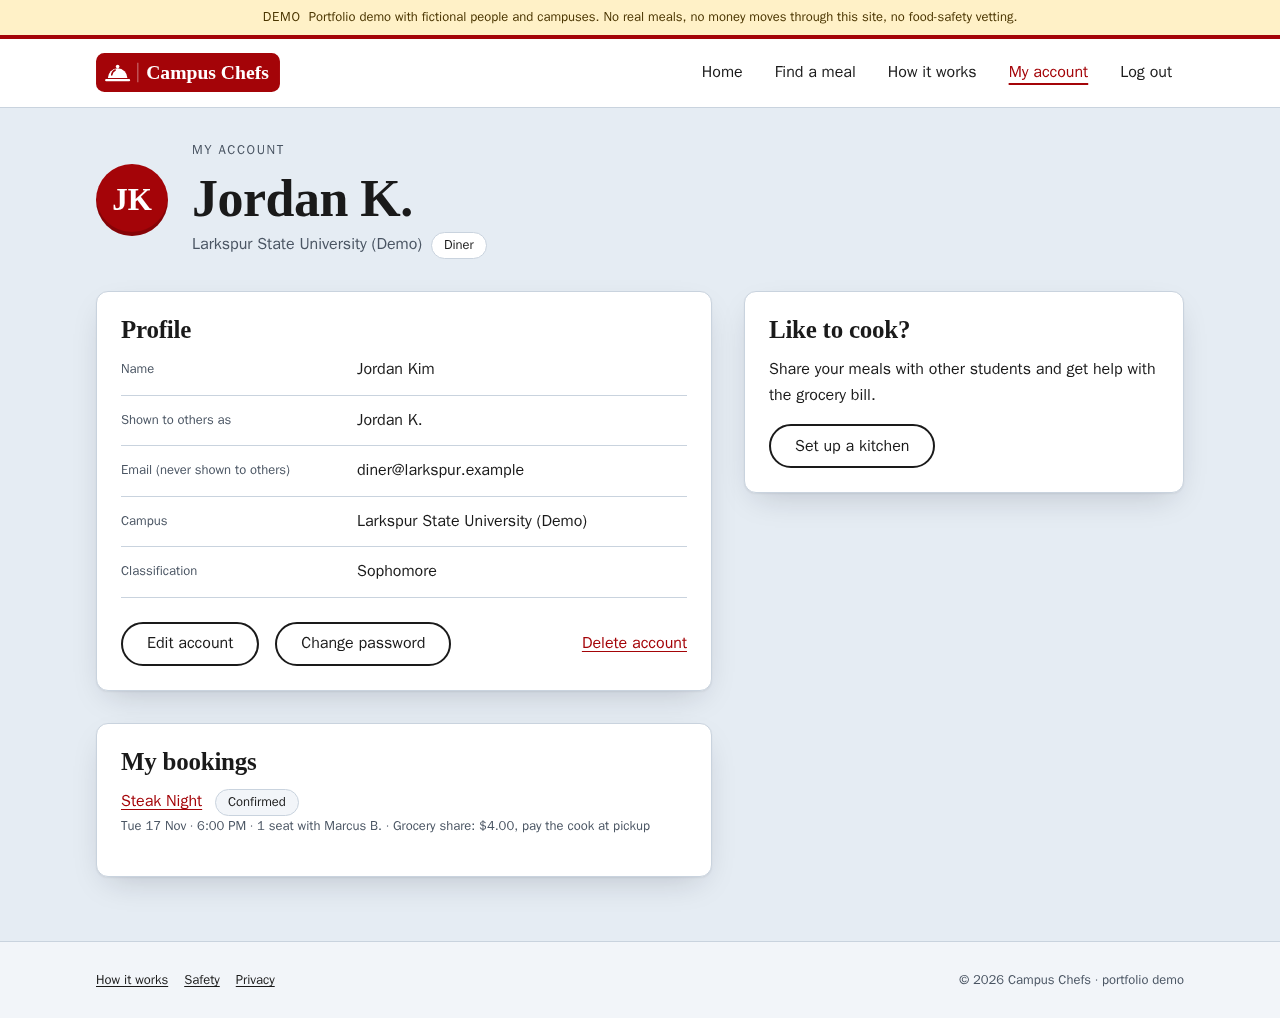 DEMO Portfolio demo with fictional people and campuses. No real meals, no money moves through this site, no food-safety vetting.
Campus Chefs
Home Find a meal How it works My account Log out
MY ACCOUNT
JK
Jordan K.
Larkspur State University (Demo) Diner
Profile
Name Jordan Kim
Shown to others as Jordan K.
Email (never shown to others) diner@larkspur.example
Campus Larkspur State University (Demo)
Classification Sophomore
Edit account Change password Delete account
Like to cook?
Share your meals with other students and get help with
the grocery bill.
Set up a kitchen
My bookings
Steak Night Confirmed
Tue 17 Nov · 6:00 PM · 1 seat with Marcus B. · Grocery share: $4.00, pay the cook at pickup
How it works Safety Privacy
© 2026 Campus Chefs · portfolio demo